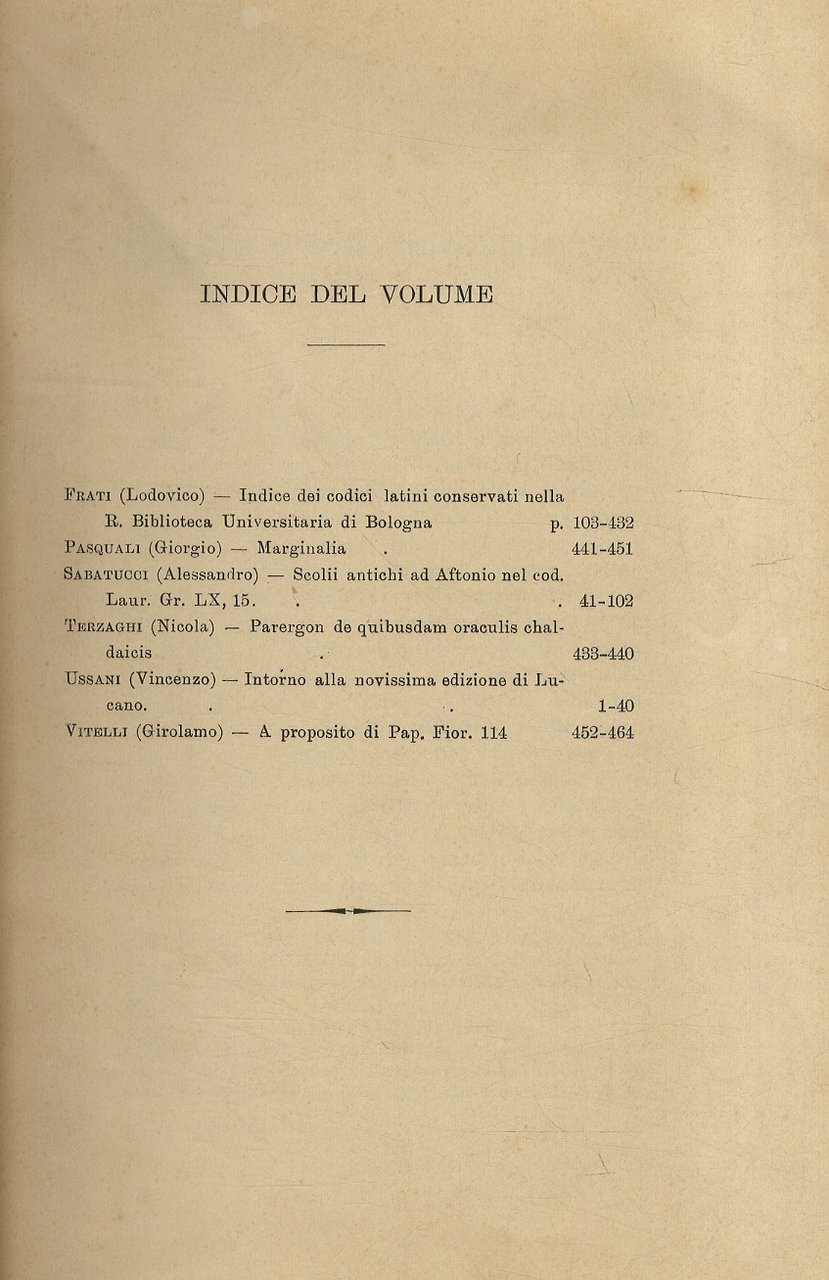 INDICE DEL VOLUME
FRATI (Lodovico) — Indice dei codici latini conservati nella
R. Biblioteca Universitaria di Bologna p. 103-432
PASQUALI (Giorgio) — Marginalia . 441-451
SABATUCCI (Alessandro) — Scolii antichi ad Aftonio nel cod.
Laur. Gr. LX, 15. . . 41-102
TERZAGHI (Nicola) — Parergon de quibusdam oraculis chal-
daicis . 433-440
USSANI (Vincenzo) — Intorno alla novissima edizione di Lu-
cano. . . 1-40
VITELLI (Girolamo) — A proposito di Pap. Fior. 114 452-464